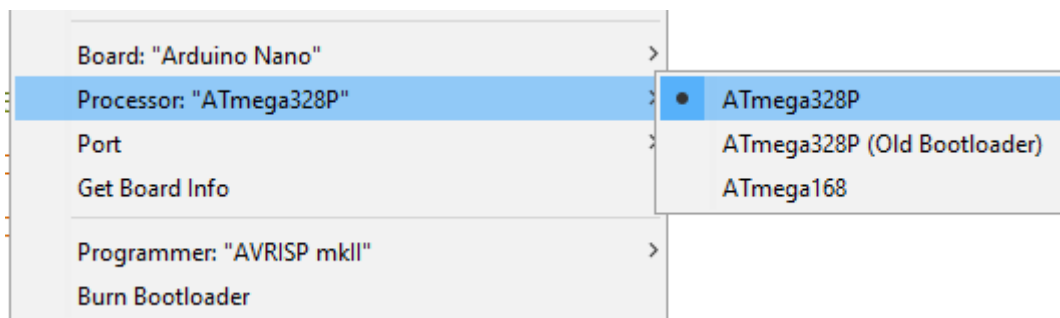 Board: "Arduino Nano"
Processor: "ATmega328P"
Port
Get Board Info
Programmer: "AVRISP mkII"
Burn Bootloader
ATmega328P
ATmega328P (Old Bootloader)
ATmega168